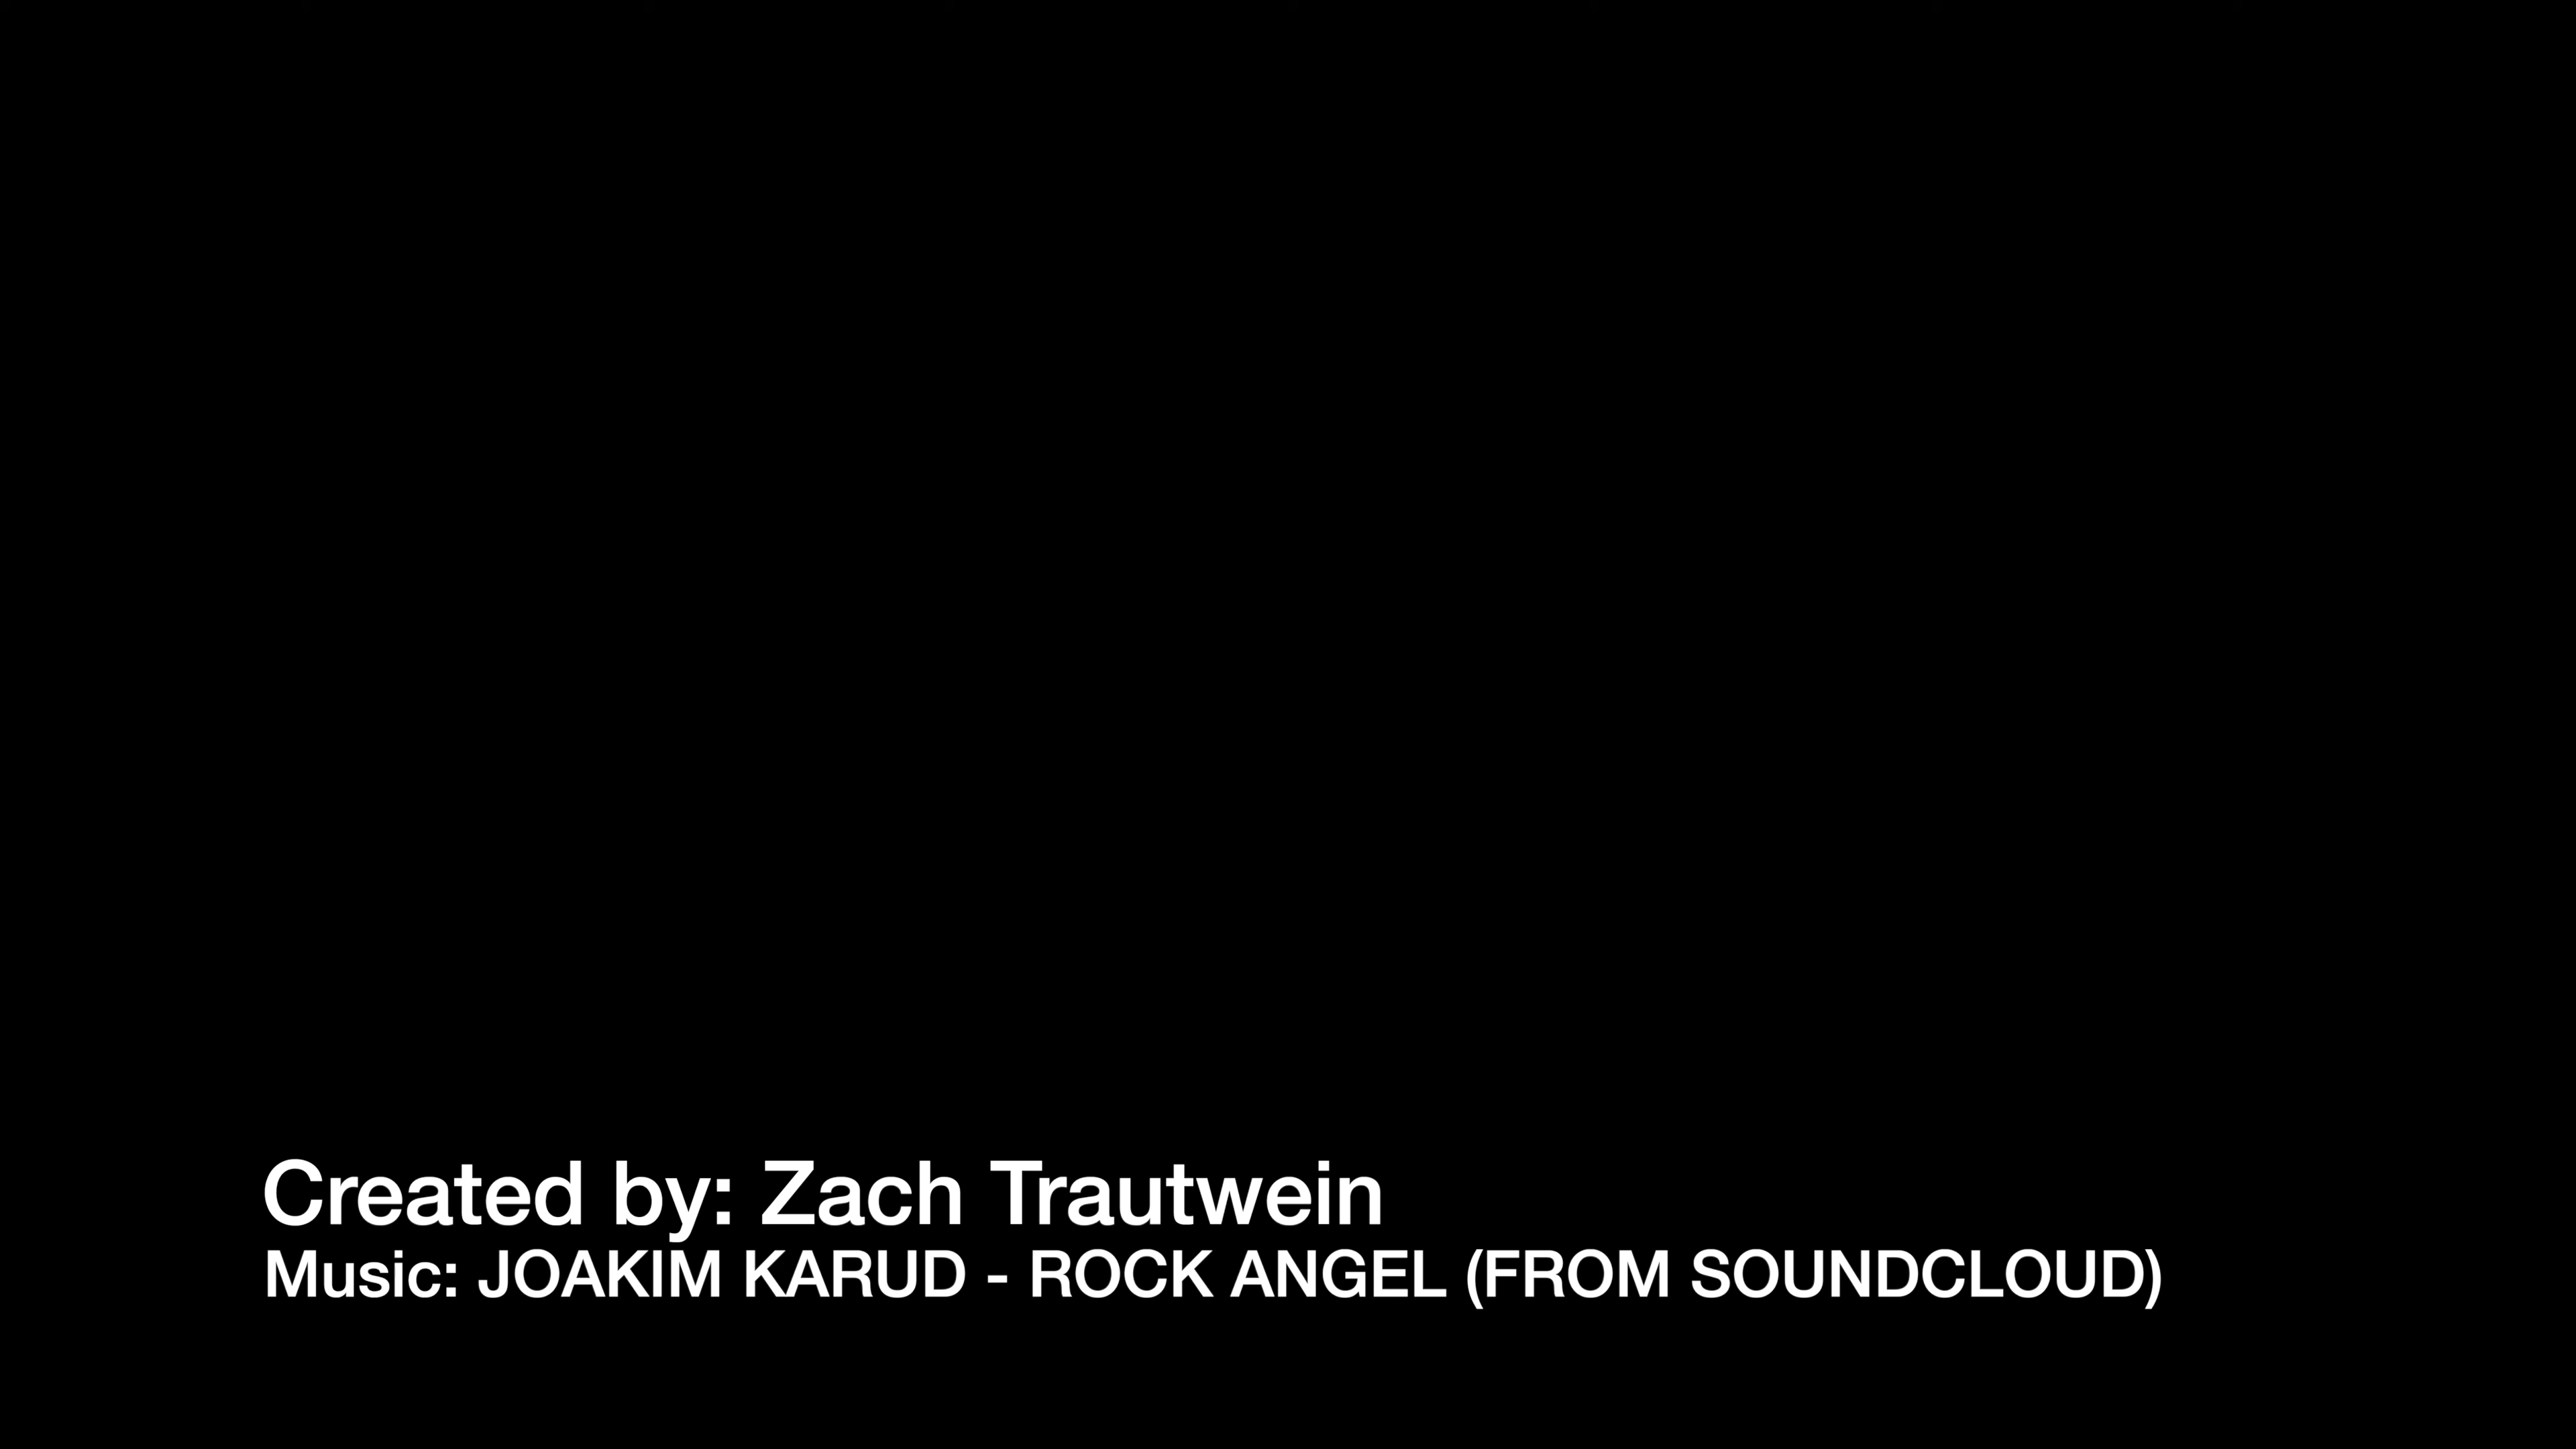 Created by: Zach Trautwein
Music: JOAKIM KARUD - ROCK ANGEL (FROM SOUNDCLOUD)